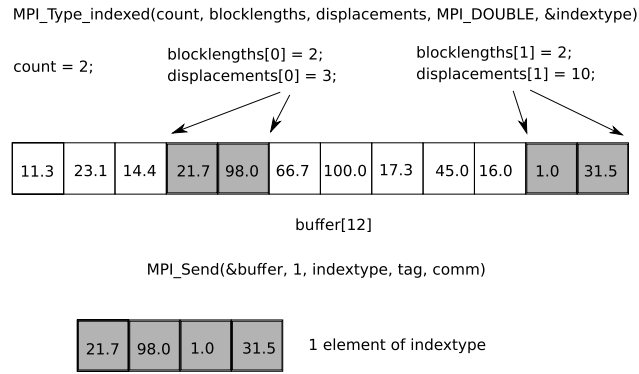 MPI_Type_indexed(count, blocklengths, displacements, MPI_DOUBLE, &indextype)
count = 2;
blocklengths[0] = 2;
displacements[0] = 3;
blocklengths[1] = 2;
displacements[1] = 10;
11.3 23.1 14.4 21.7 98.0 66.7 100.0 17.3 45.0 16.0 1.0 31.5
buffer[12]
MPI_Send(&buffer, 1, indextype, tag, comm)
21.7 98.0 1.0 31.5
1 element of indextype